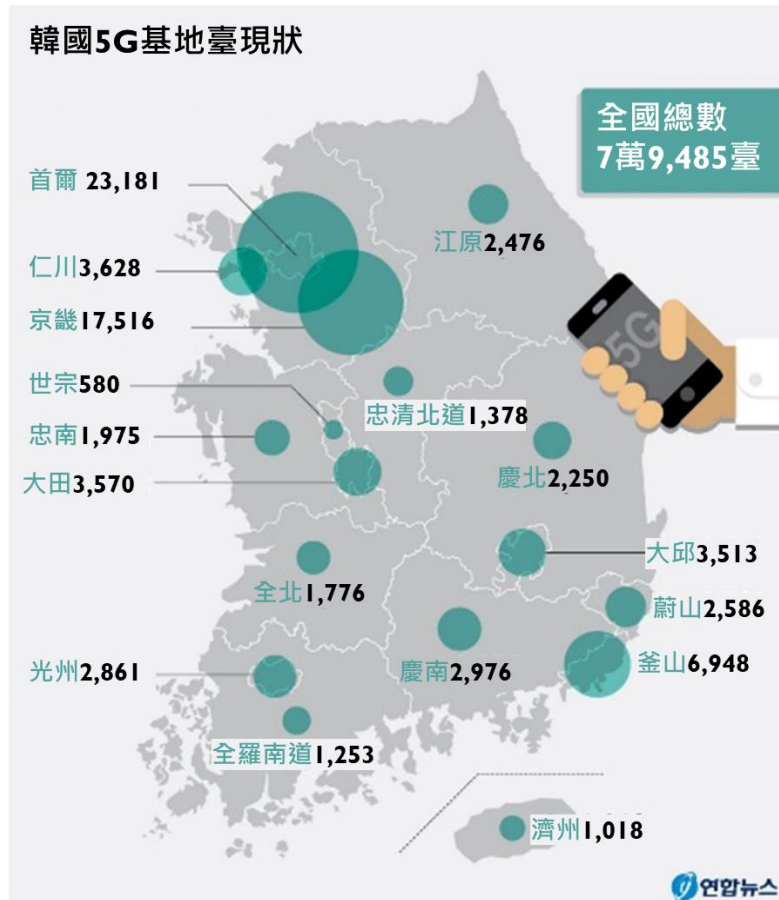 韓國5G基地臺現狀
全國總數
7萬9,485臺
首爾 23,181
江原2,476
仁川3,628
京畿17,516
5G
世宗580
忠清北道1,378
忠南1,975
大田3,570
慶北2,250
大邱3,513
全北1,776
蔚山2,586
釜山6,948
光州2,861
慶南2,976
全羅南道1,253
濟州1,018
연합뉴스